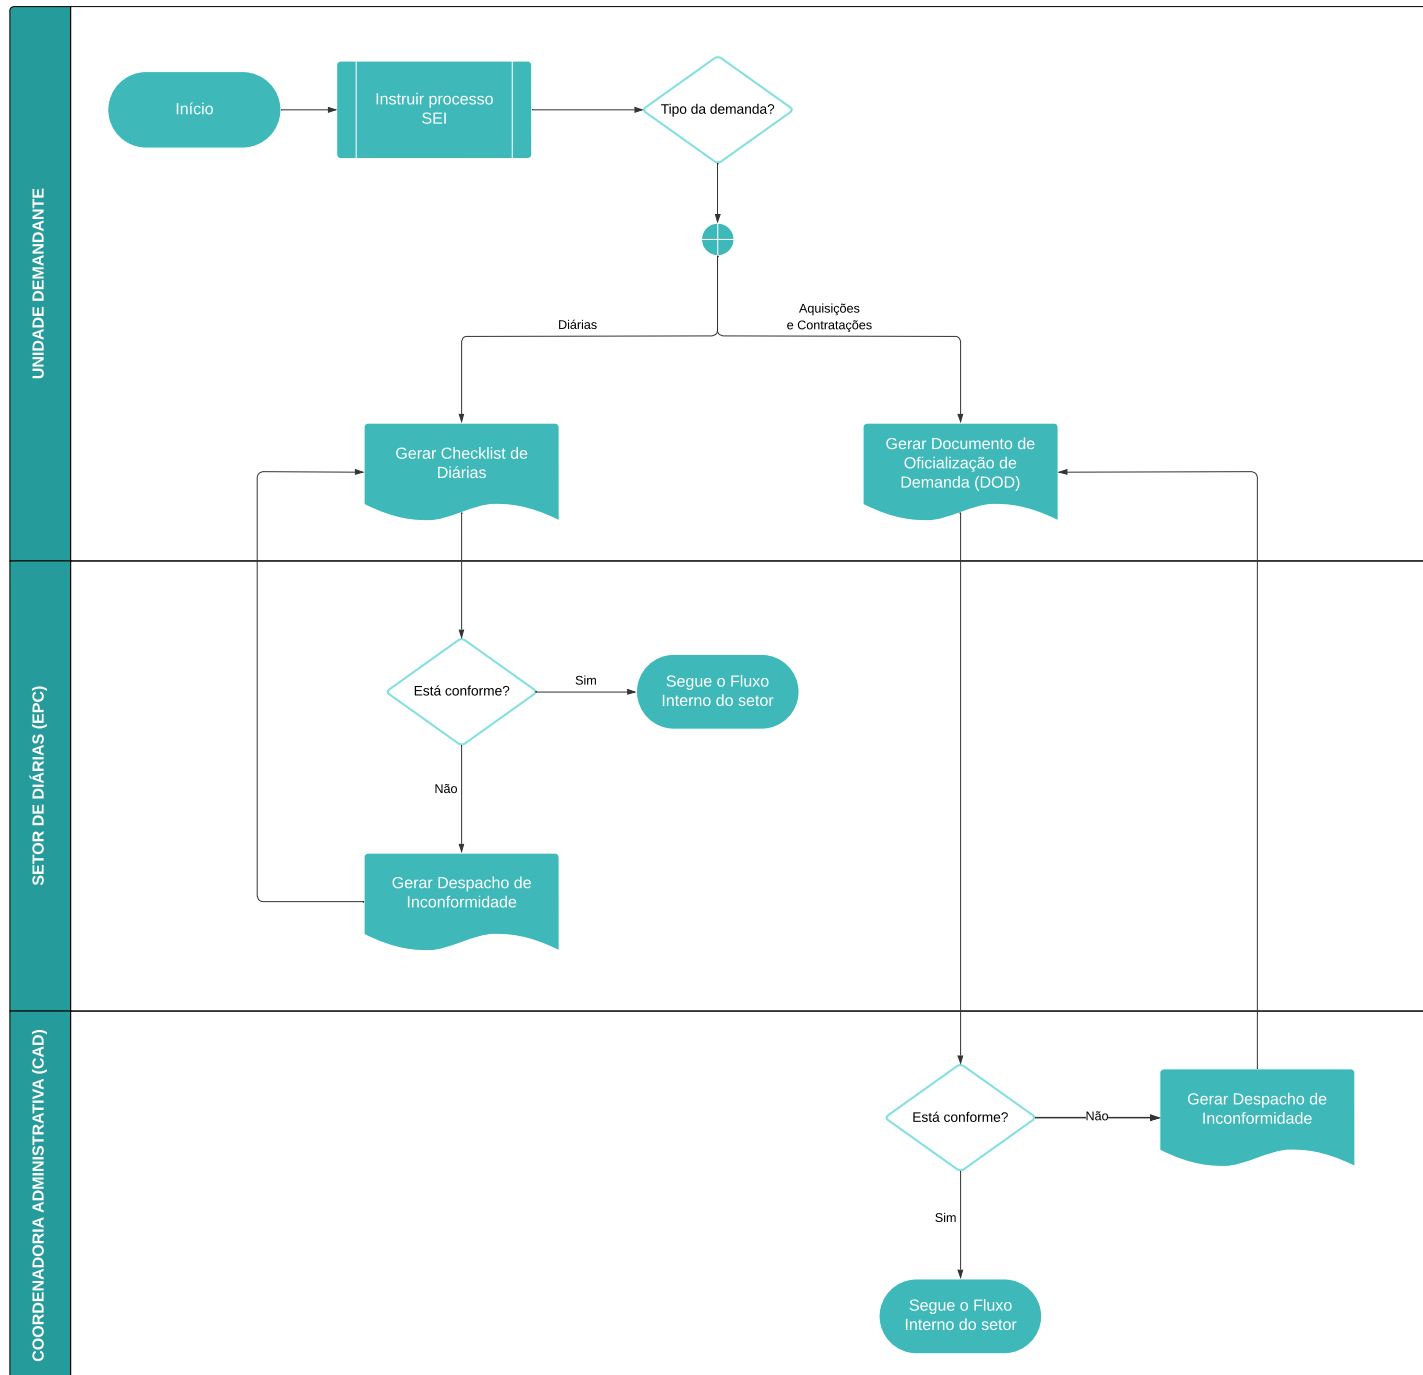 UNIDADE DEMANDANTE
Início
Instruir processo
SEI
Tipo da demanda?
Diárias
Aquisições
e Contratações
Gerar Checklist de
Diárias
Gerar Documento de
Oficialização de
Demanda (DOD)
SETOR DE DIÁRIAS (EPC)
Está conforme?
Sim
Segue o Fluxo
Interno do setor
Não
Gerar Despacho de
Inconformidade
COORDENADORIA ADMINISTRATIVA (CAD)
Está conforme?
Não
Gerar Despacho de
Inconformidade
Sim
Segue o Fluxo
Interno do setor